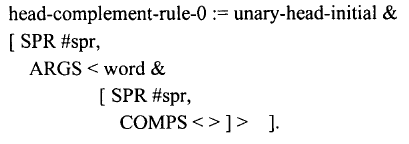 head-complement-rule-0 := unary-head-initial &
[ SPR #spr,
ARGS < word &
[ SPR #spr,
COMPS < > ] > ].